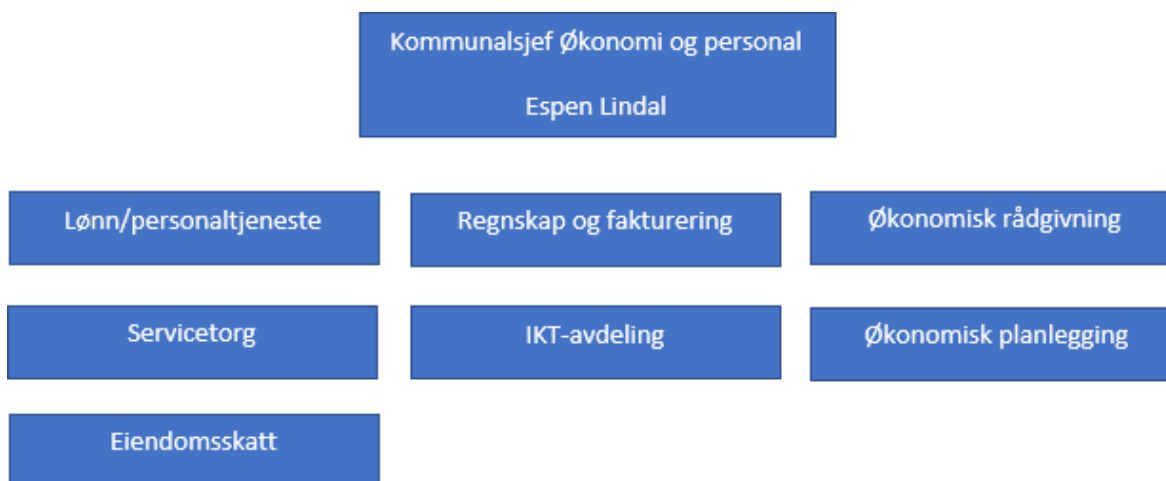 Kommunalsjef Økonomi og personal
Espen Lindal
Lønn/personaltjeneste
Regnskap og fakturering
Økonomisk rådgivning
Servicetorg
IKT-avdeling
Økonomisk planlegging
Eiendomsskatt